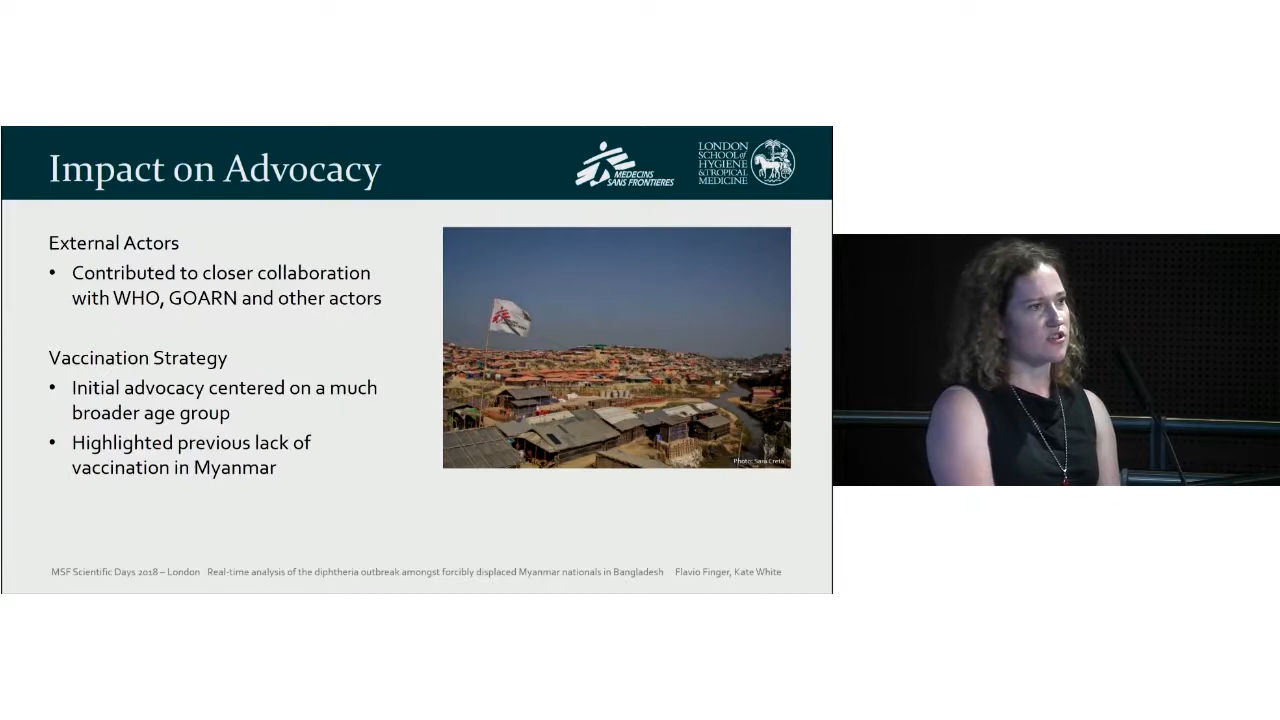 Impact on Advocacy
MEDECINS
SANS FRONTIERES
LONDON
SCHOOL of
HYGIENE
& TROPICAL
MEDICINE
External Actors
• Contributed to closer collaboration
with WHO, GOARN and other actors
Vaccination Strategy
• Initial advocacy centered on a much
broader age group
• Highlighted previous lack of
vaccination in Myanmar
Photo: Sara Creta
MSF Scientific Days 2018 – London Real-time analysis of the diphtheria outbreak amongst forcibly displaced Myanmar nationals in Bangladesh Flavio Finger, Kate White